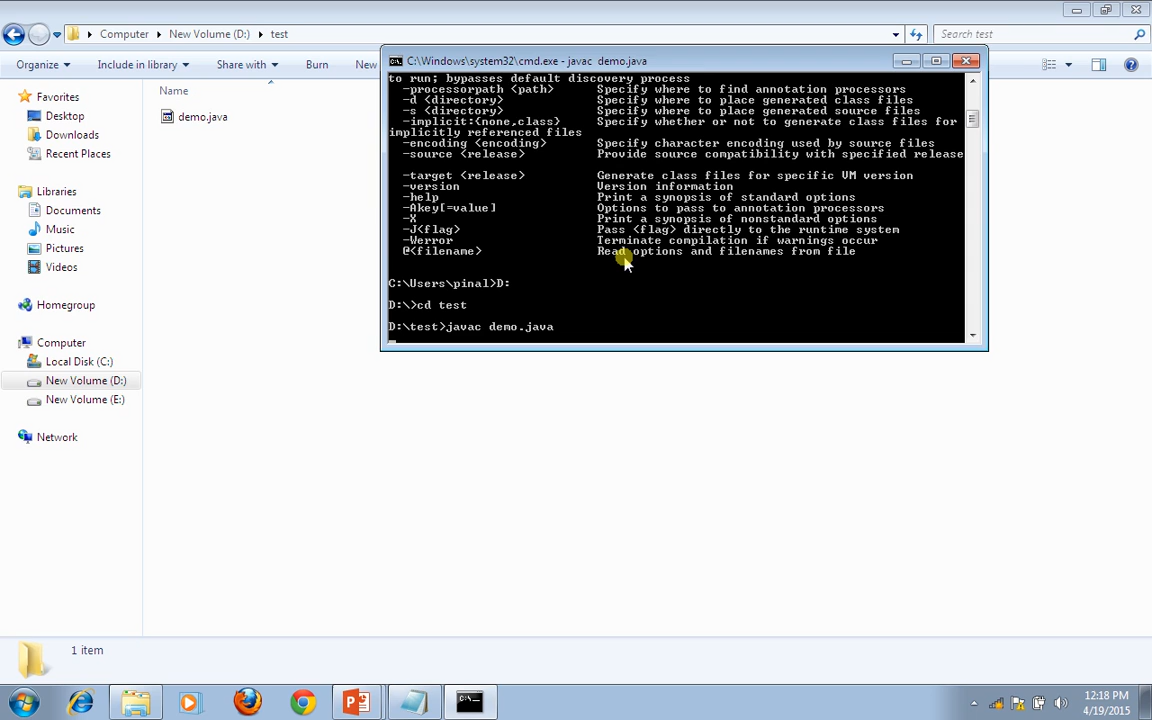 Computer ▸ New Volume (D:) ▸ test
Search test
Organize
Include in library
Share with
Burn
New
Favorites
Desktop
Downloads
Recent Places
Libraries
Documents
Music
Pictures
Videos
Homegroup
Computer
Local Disk (C:)
New Volume (D:)
New Volume (E:)
Network
Name
demo.java
C:\Windows\system32\cmd.exe - javac demo.java
to run; bypasses default discovery process
-processorpath <path> Specify where to find annotation processors
-d <directory> Specify where to place generated class files
-s <directory> Specify where to place generated source files
-implicit:{none,class} Specify whether or not to generate class files for
implicitly referenced files
-encoding <encoding> Specify character encoding used by source files
-source <release> Provide source compatibility with specified release
-target <release> Generate class files for specific VM version
-version Version information
-help Print a synopsis of standard options
-Akey[=value] Options to pass to annotation processors
-X Print a synopsis of nonstandard options
-J<flag> Pass <flag> directly to the runtime system
-Werror Terminate compilation if warnings occur
@<filename> Read options and filenames from file
C:\Users\pinal>D:
D:\>cd test
D:\test>javac demo.java
1 item
12:18 PM
4/19/2015